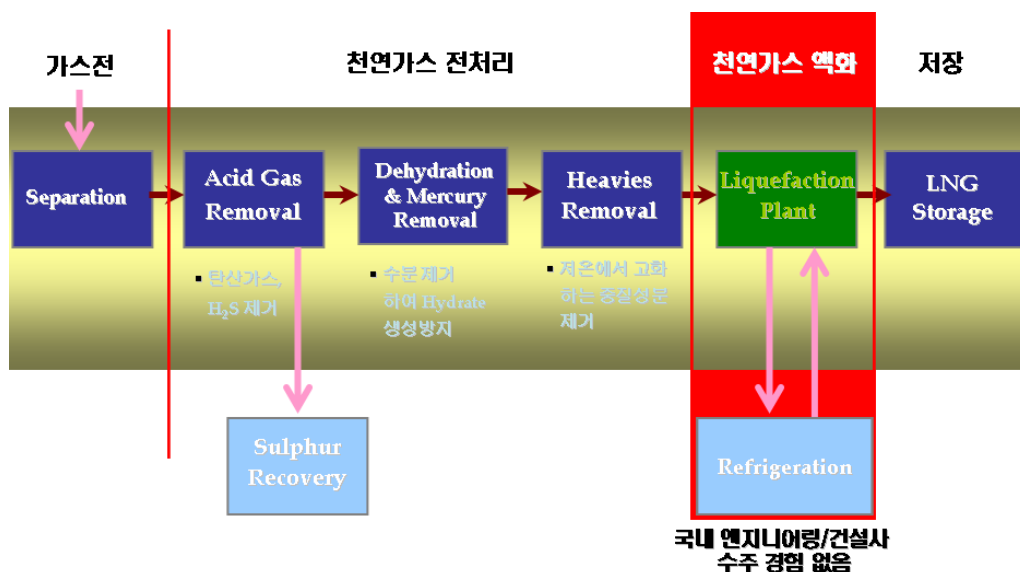 가스전
천연가스 전처리
천연가스 액화
저장
Separation
Acid Gas
Removal
Dehydration
& Mercury
Removal
Heavies
Removal
Liquefaction
Plant
LNG
Storage
▪ 탄산가스,
H₂S 제거
▪ 수분 제거
하여 Hydrate
생성방지
▪ 저온에서 고화
하는 중질성분
제거
Sulphur
Recovery
Refrigeration
국내 엔지니어링/건설사
수주 경험 없음